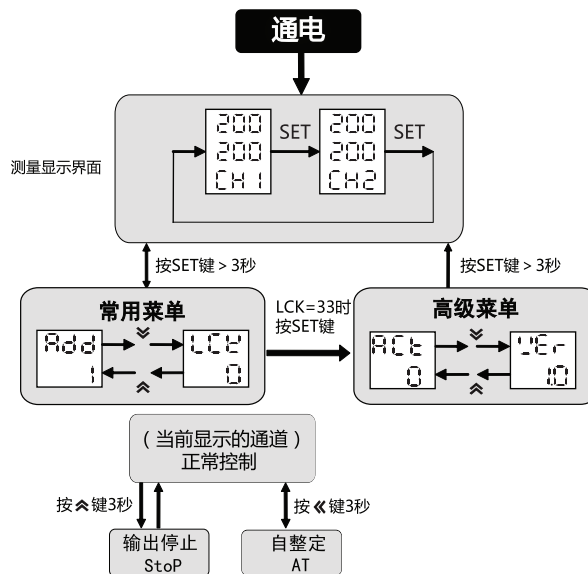 通电
测量显示界面
200
200
CH1
SET
200
200
CH2
SET
按SET键>3秒
按SET键>3秒
常用菜单
Add
1
LCK
0
LCK=33时
按SET键
高级菜单
ACt
0
VEr
1.0
(当前显示的通道)
正常控制
按键3秒
按键3秒
输出停止
StoP
自整定
AT